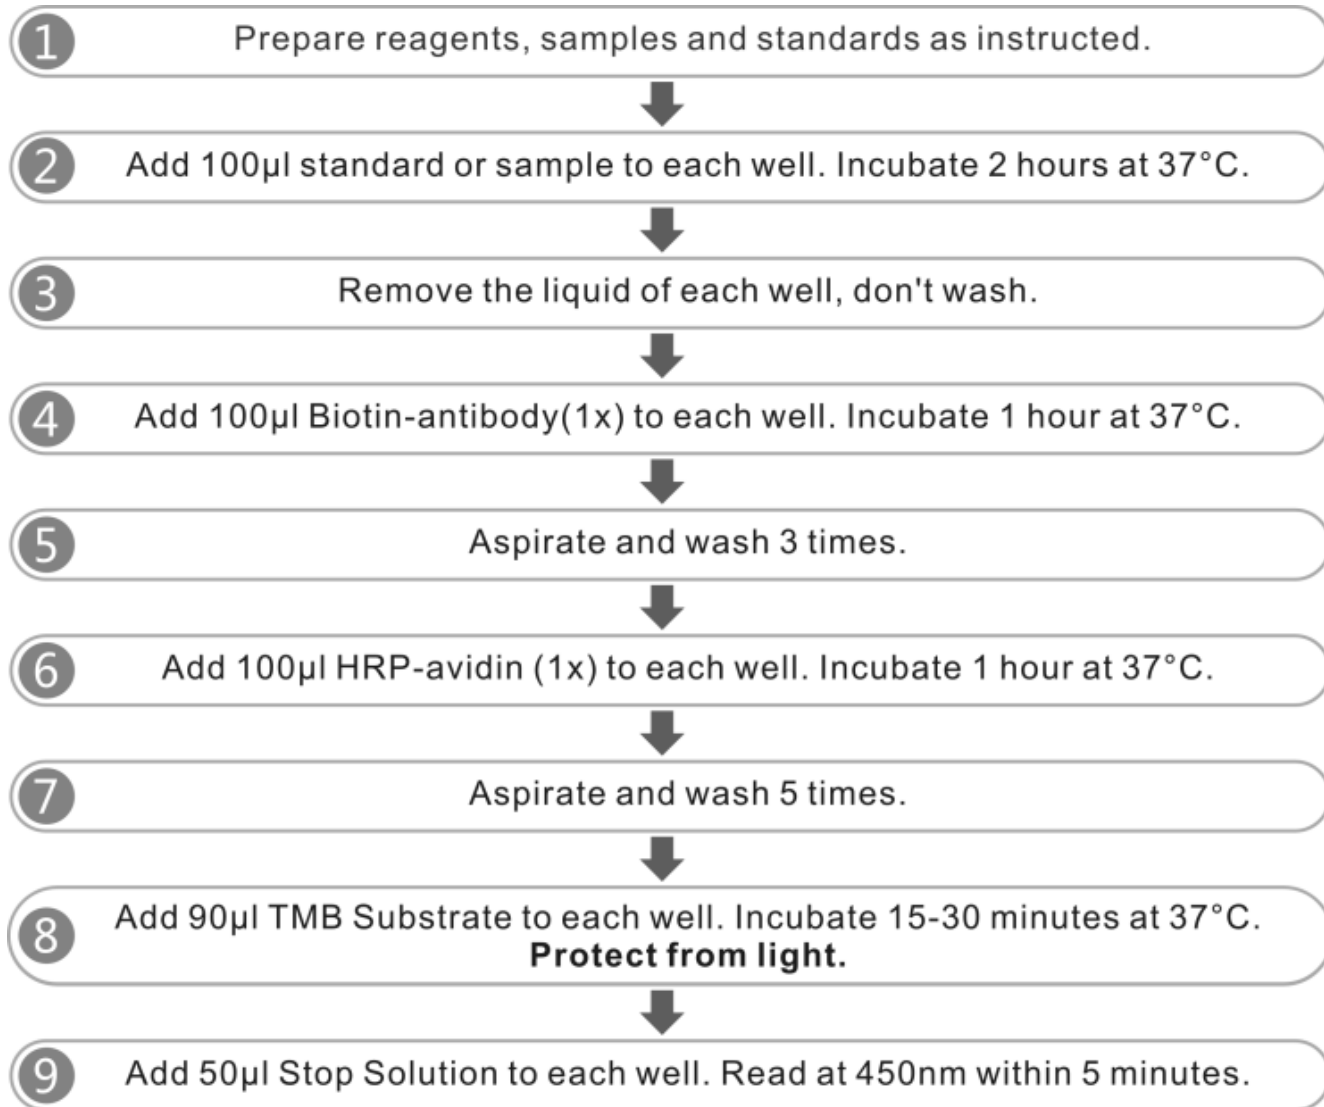 1 Prepare reagents, samples and standards as instructed.
2 Add 100µl standard or sample to each well. Incubate 2 hours at 37°C.
3 Remove the liquid of each well, don't wash.
4 Add 100µl Biotin-antibody(1x) to each well. Incubate 1 hour at 37°C.
5 Aspirate and wash 3 times.
6 Add 100µl HRP-avidin (1x) to each well. Incubate 1 hour at 37°C.
7 Aspirate and wash 5 times.
8 Add 90µl TMB Substrate to each well. Incubate 15-30 minutes at 37°C.
Protect from light.
9 Add 50µl Stop Solution to each well. Read at 450nm within 5 minutes.